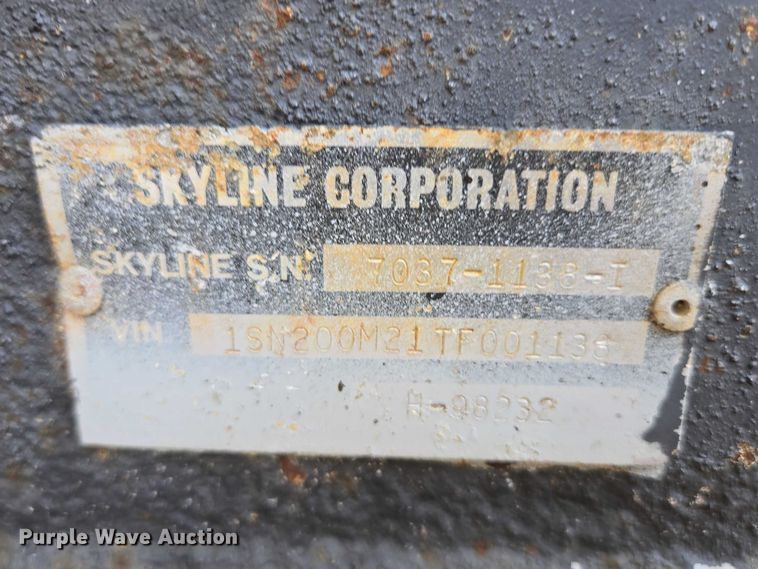 SKYLINE CORPORATION
SKYLINE S.N. 7037-1138-I
VIN 1SN200M21TF001138
H-98232
Purple Wave Auction